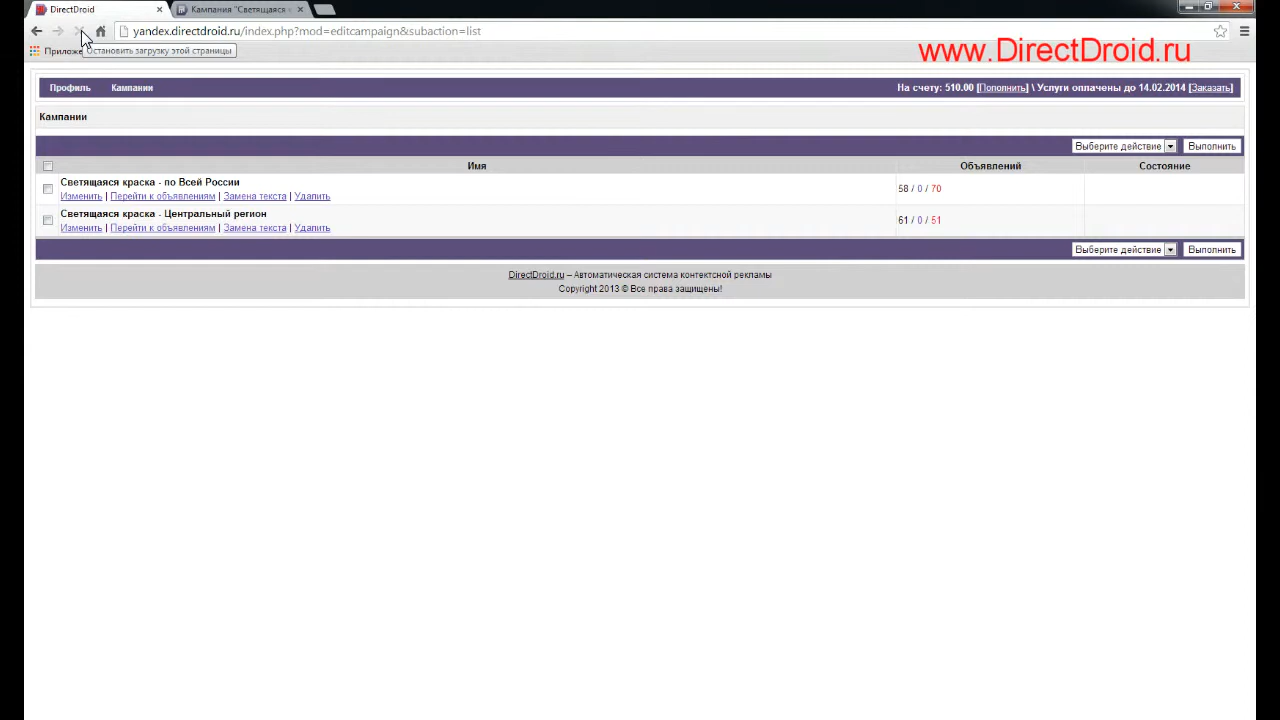 DirectDroid
Кампания "Светящаяся
yandex.directdroid.ru/index.php?mod=editcampaign&subaction=list
Приложе
Остановить загрузку этой страницы
www.DirectDroid.ru
Профиль Кампании На счету: 510.00 [Пополнить] \ Услуги оплачены до 14.02.2014 [Заказать]
Кампании
Выберите действие Выполнить
Имя Объявлений Состояние
Светящаяся краска - по Всей России
58 / 0 / 70
Изменить | Перейти к объявлениям | Замена текста | Удалить
Светящаяся краска - Центральный регион
61 / 0 / 51
Изменить | Перейти к объявлениям | Замена текста | Удалить
Выберите действие Выполнить
DirectDroid.ru – Автоматическая система контектсной рекламы
Copyright 2013 © Все права защищены!